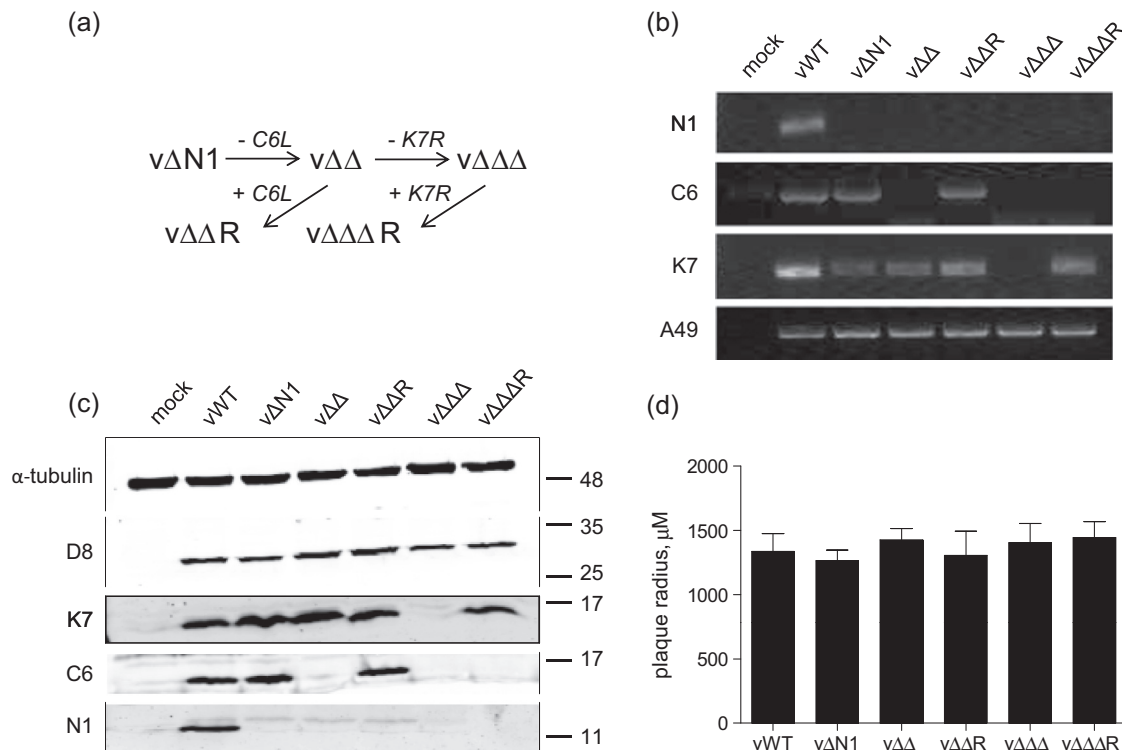 (a)
- C6L - K7R
vΔN1 vΔΔ vΔΔΔ
+ C6L + K7R
vΔΔR vΔΔΔR
(b)
mock vWT vΔN1 vΔΔ vΔΔR vΔΔΔ vΔΔΔR
N1
C6
K7
A49
(c)
mock vWT vΔN1 vΔΔ vΔΔR vΔΔΔ vΔΔΔR
α-tubulin
48
D8
35
25
K7
17
C6
17
N1
11
(d)
plaque radius, μM
2000
1500
1000
500
0
vWT vΔN1 vΔΔ vΔΔR vΔΔΔ vΔΔΔR